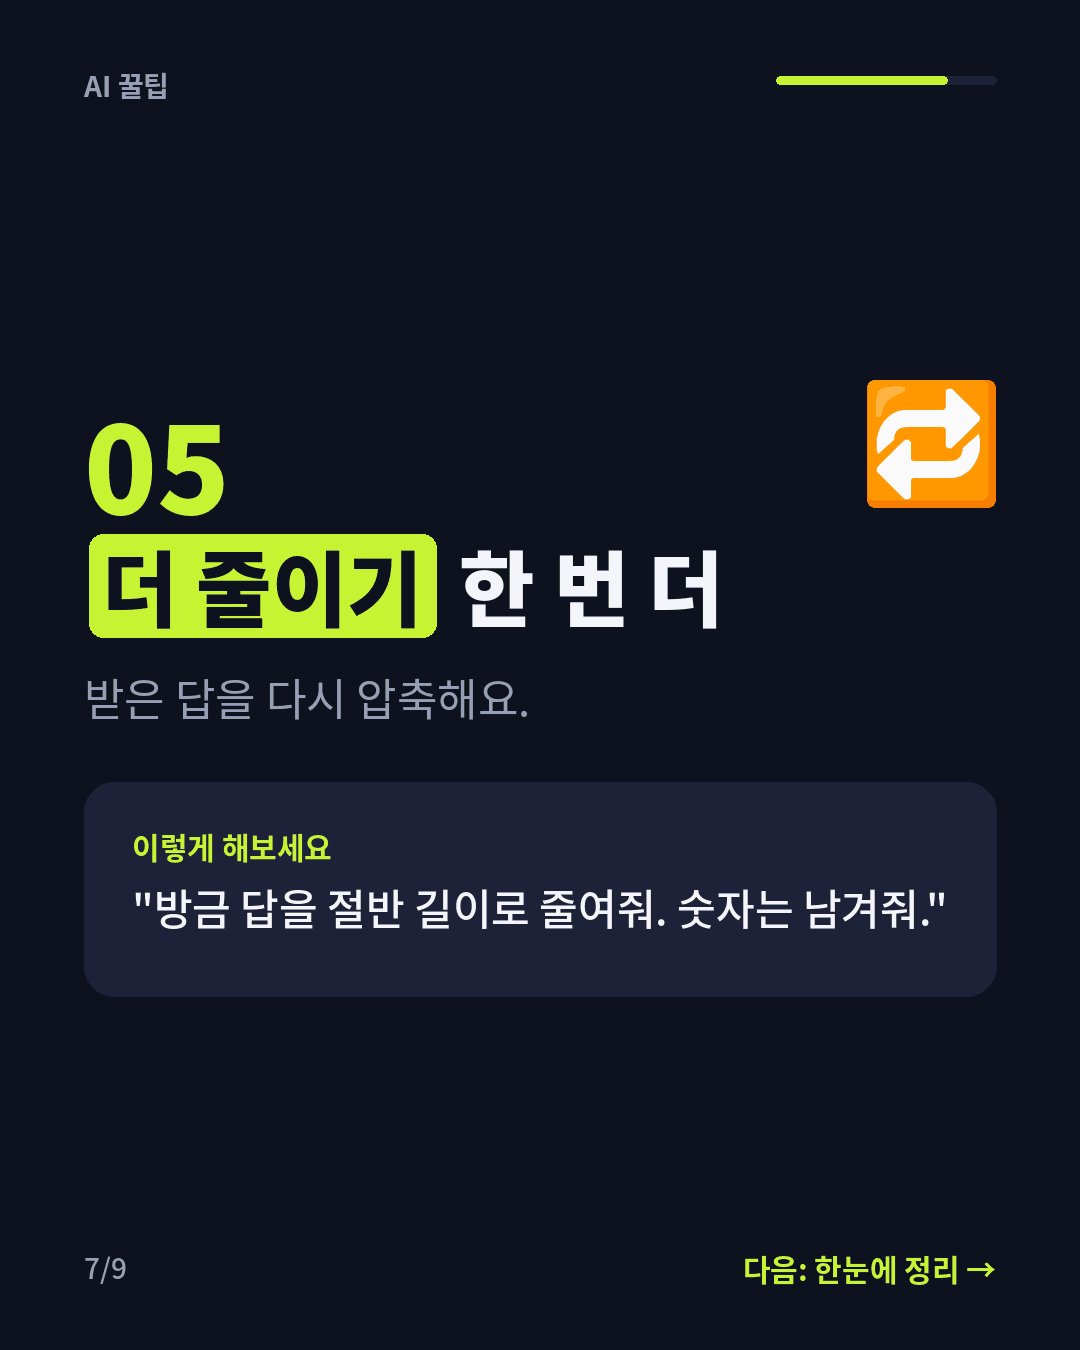 AI 꿀팁
05
더 줄이기 한 번 더
받은 답을 다시 압축해요.
이렇게 해보세요
"방금 답을 절반 길이로 줄여줘. 숫자는 남겨줘."
7/9
다음: 한눈에 정리 →